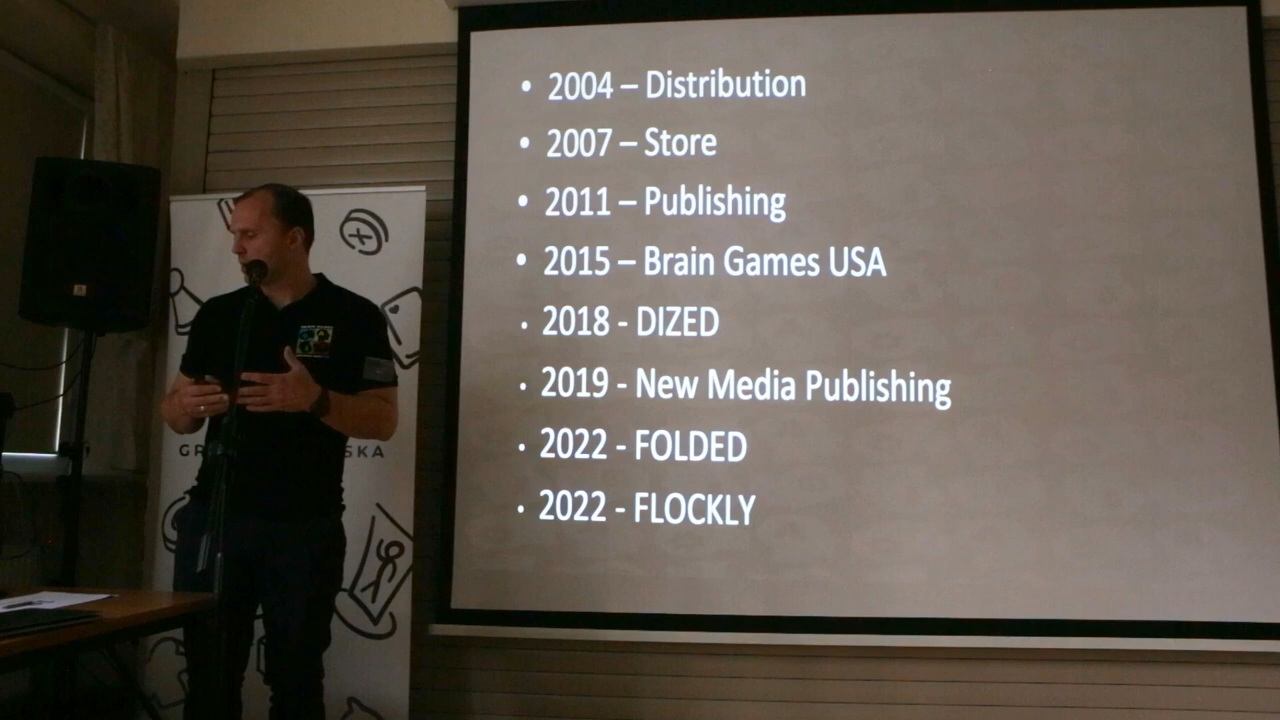 • 2004 – Distribution
• 2007 – Store
• 2011 – Publishing
• 2015 – Brain Games USA
• 2018 - DIZED
• 2019 - New Media Publishing
• 2022 - FOLDED
• 2022 - FLOCKLY